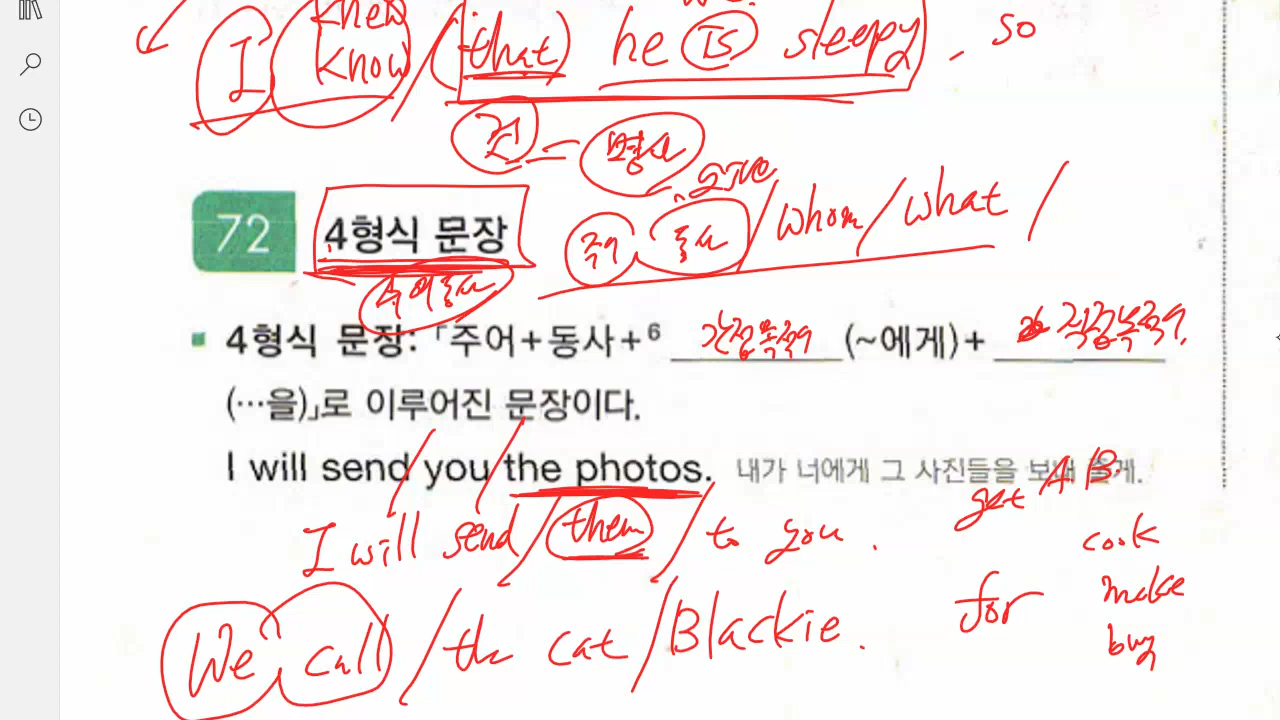 knew
I know / (that) he is sleepy, so
전 = 명사
give
72 4형식 문장 주어 동사 / whom / what /
주어동사
4형식 문장: 「주어+동사+⁶ 간접목적어 (~에게)+ 직접목적어
(…을)」로 이루어진 문장이다.
I will send / you / the photos. 내가 너에게 그 사진들을 보내 줄게.
get A B
I will send / them / to you.
cook
for make
We call / the cat / Blackie.
buy